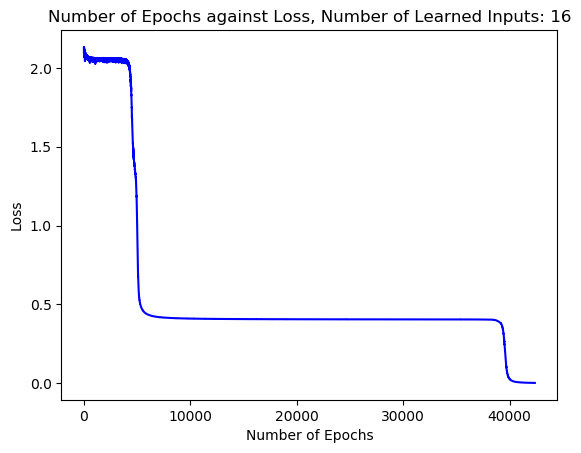 Number of Epochs against Loss, Number of Learned Inputs: 16
2.0
1.5
1.0
0.5
0.0
Loss
0 10000 20000 30000 40000
Number of Epochs